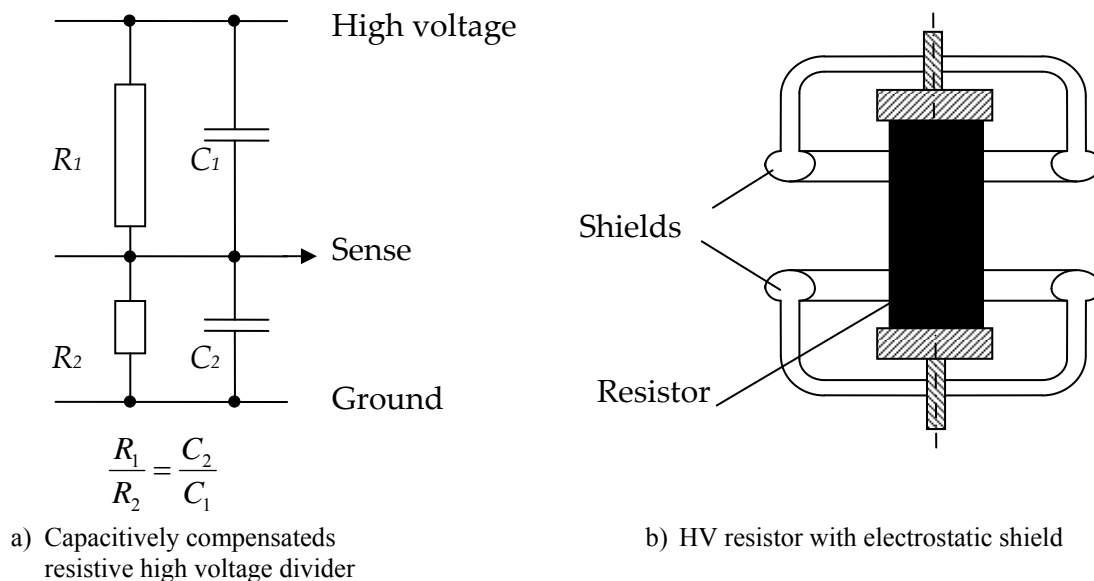 High voltage
R1
C1
Sense
R2
C2
Ground
R1/R2 = C2/C1
a) Capacitively compensateds
resistive high voltage divider
Shields
Resistor
b) HV resistor with electrostatic shield